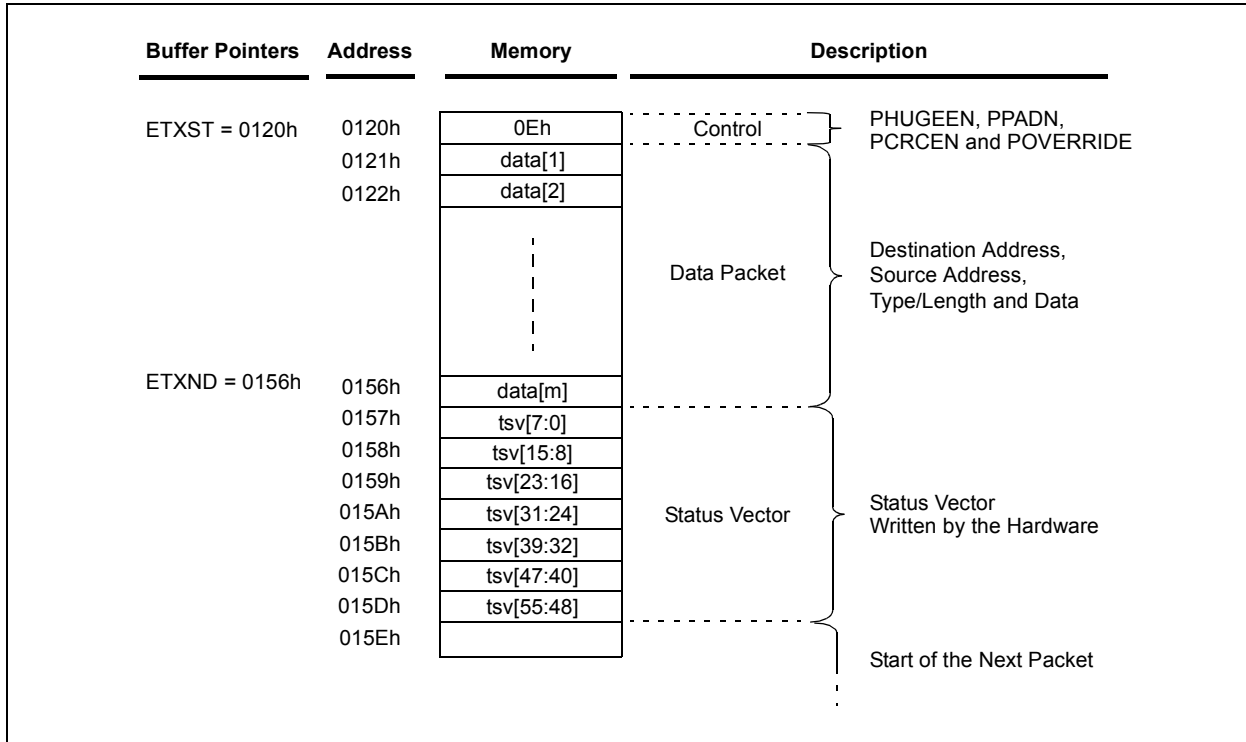 Buffer Pointers Address Memory Description
ETXST = 0120h 0120h 0Eh Control PHUGEEN, PPADN,
PCRCEN and POVERRIDE
0121h data[1]
0122h data[2]
Data Packet Destination Address,
Source Address,
Type/Length and Data
ETXND = 0156h 0156h data[m]
0157h tsv[7:0]
0158h tsv[15:8]
0159h tsv[23:16]
015Ah tsv[31:24] Status Vector Status Vector
Written by the Hardware
015Bh tsv[39:32]
015Ch tsv[47:40]
015Dh tsv[55:48]
015Eh
Start of the Next Packet